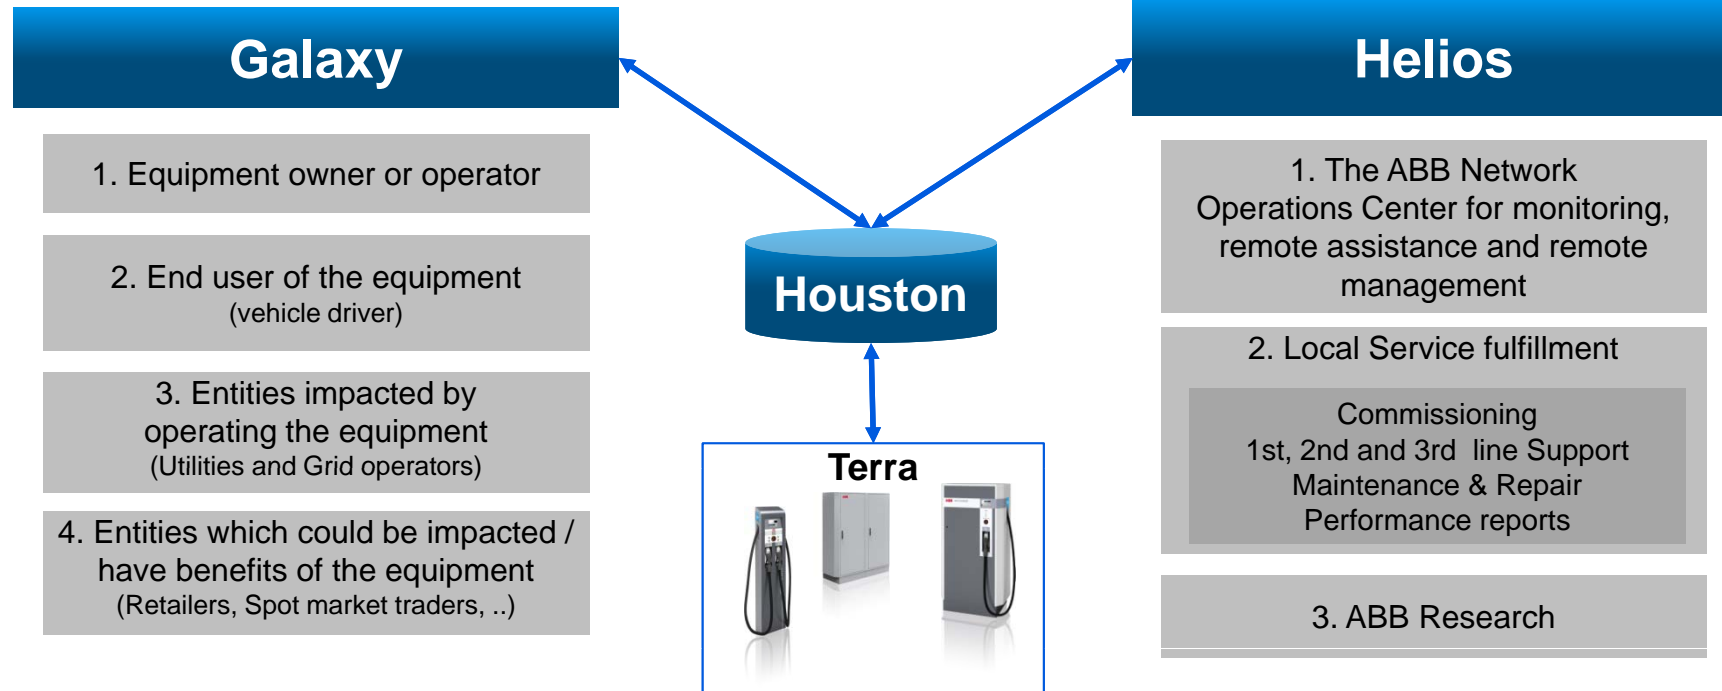 Galaxy
1. Equipment owner or operator
2. End user of the equipment
(vehicle driver)
3. Entities impacted by
operating the equipment
(Utilities and Grid operators)
4. Entities which could be impacted /
have benefits of the equipment
(Retailers, Spot market traders, ..)
Houston
Terra
Helios
1. The ABB Network
Operations Center for monitoring,
remote assistance and remote
management
2. Local Service fulfillment
Commissioning
1st, 2nd and 3rd  line Support
Maintenance & Repair
Performance reports
3. ABB Research